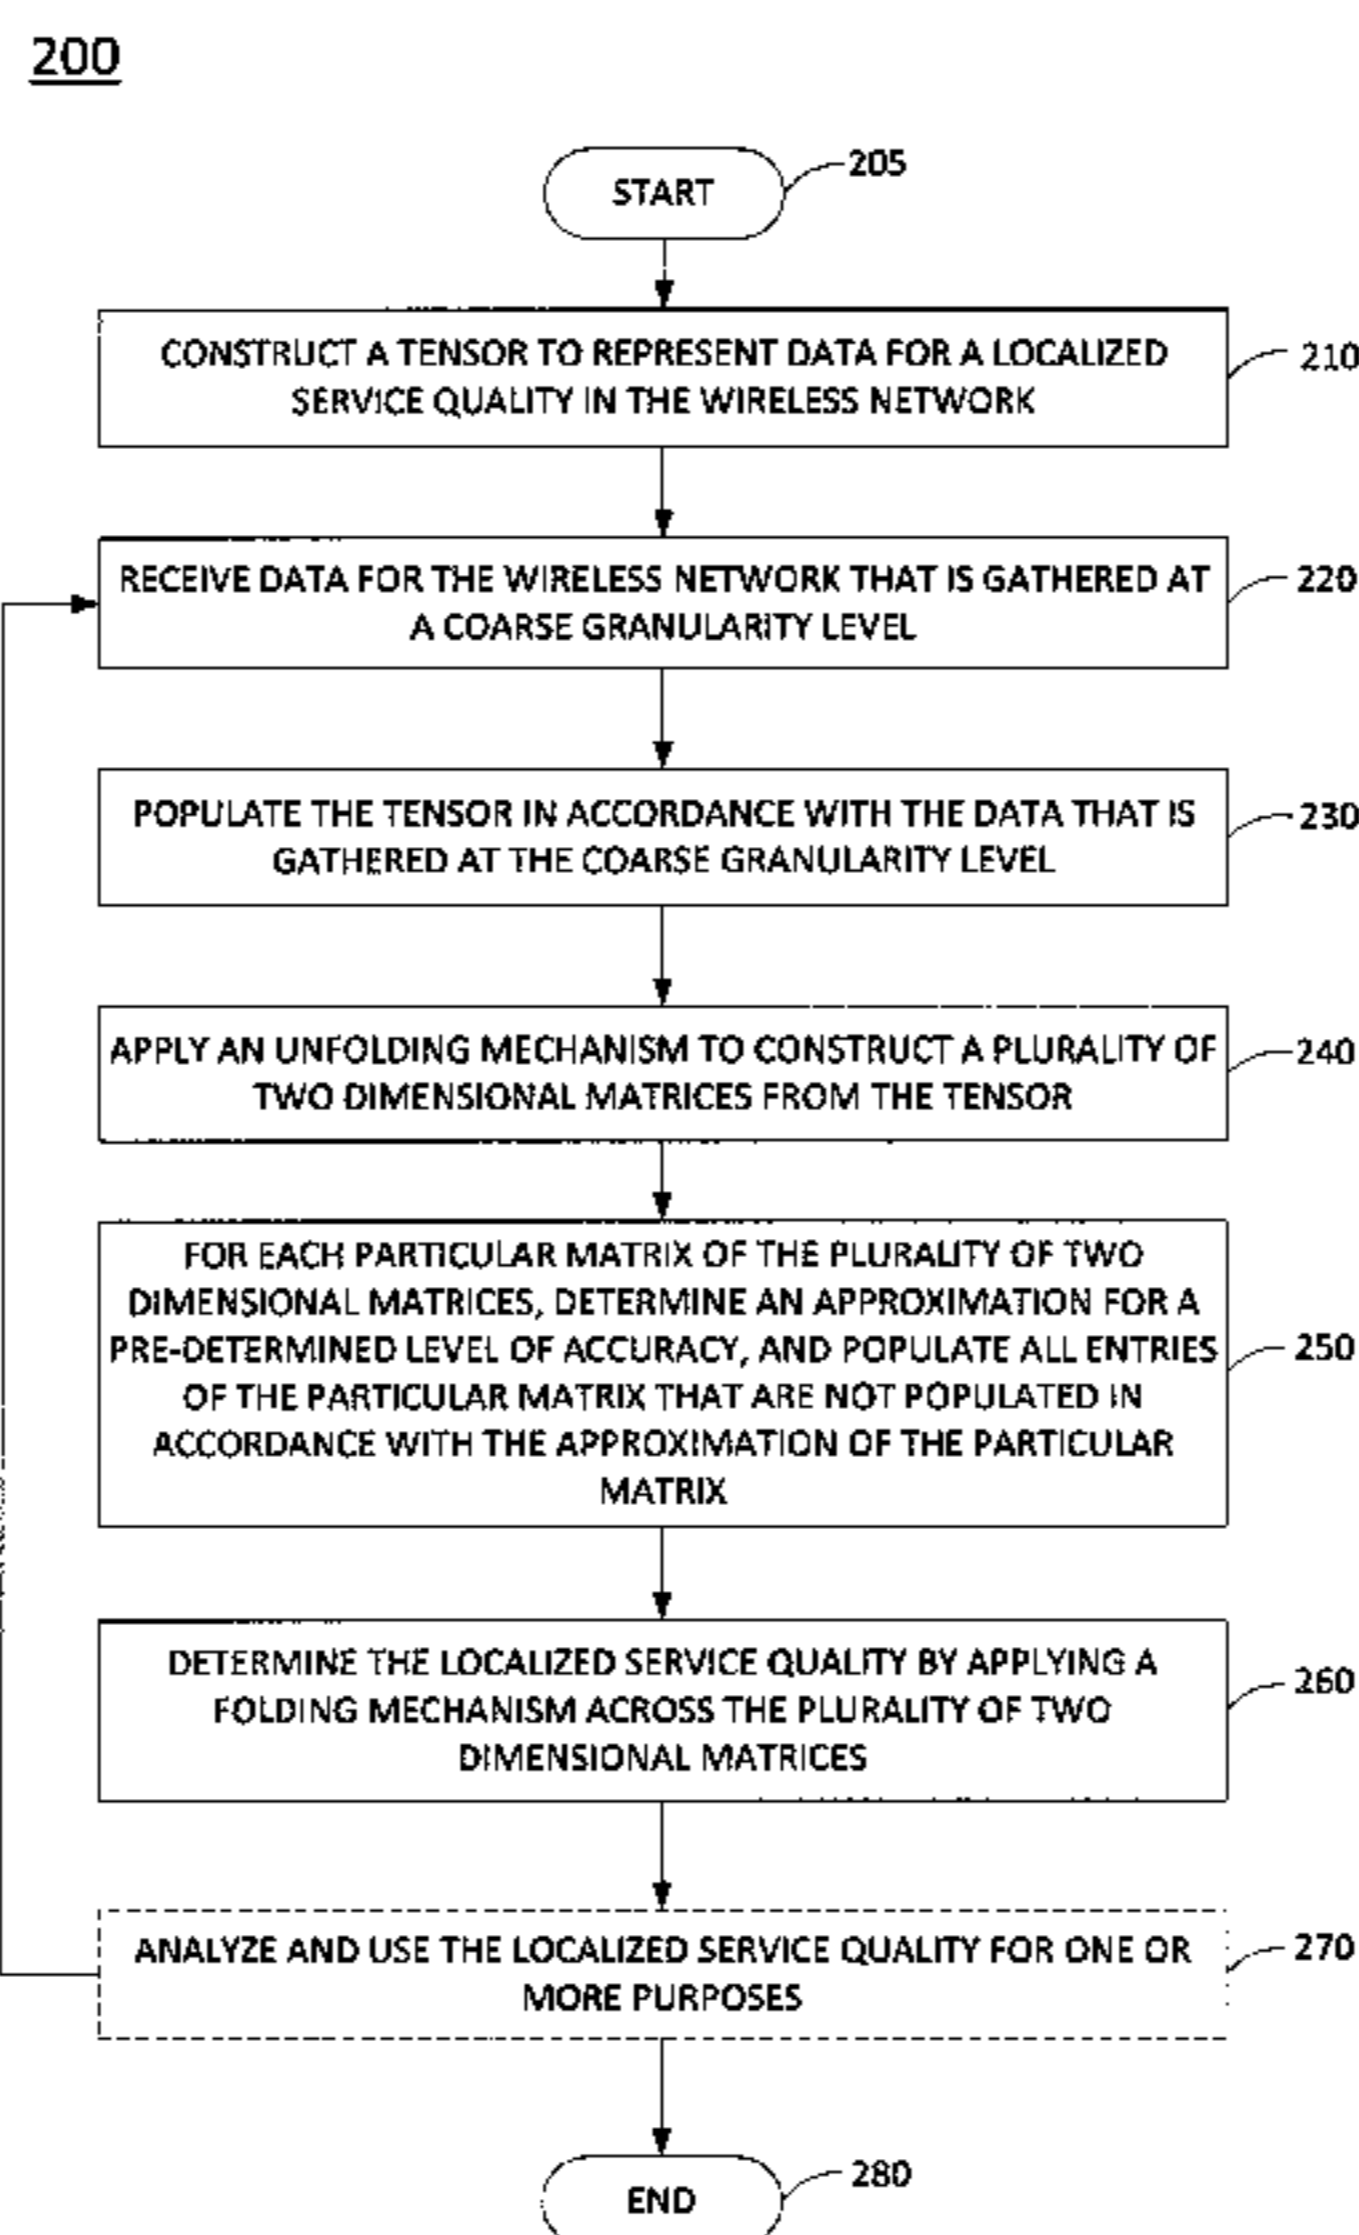 200
START
205
CONSTRUCT A TENSOR TO REPRESENT DATA FOR A LOCALIZED
SERVICE QUALITY IN THE WIRELESS NETWORK
210
RECEIVE DATA FOR THE WIRELESS NETWORK THAT IS GATHERED AT
A COARSE GRANULARITY LEVEL
220
POPULATE THE TENSOR IN ACCORDANCE WITH THE DATA THAT IS
GATHERED AT THE COARSE GRANULARITY LEVEL
230
APPLY AN UNFOLDING MECHANISM TO CONSTRUCT A PLURALITY OF
TWO DIMENSIONAL MATRICES FROM THE TENSOR
240
FOR EACH PARTICULAR MATRIX OF THE PLURALITY OF TWO
DIMENSIONAL MATRICES, DETERMINE AN APPROXIMATION FOR A
PRE-DETERMINED LEVEL OF ACCURACY, AND POPULATE ALL ENTRIES
OF THE PARTICULAR MATRIX THAT ARE NOT POPULATED IN
ACCORDANCE WITH THE APPROXIMATION OF THE PARTICULAR
MATRIX
250
DETERMINE THE LOCALIZED SERVICE QUALITY BY APPLYING A
FOLDING MECHANISM ACROSS THE PLURALITY OF TWO
DIMENSIONAL MATRICES
260
ANALYZE AND USE THE LOCALIZED SERVICE QUALITY FOR ONE OR
MORE PURPOSES
270
END
280